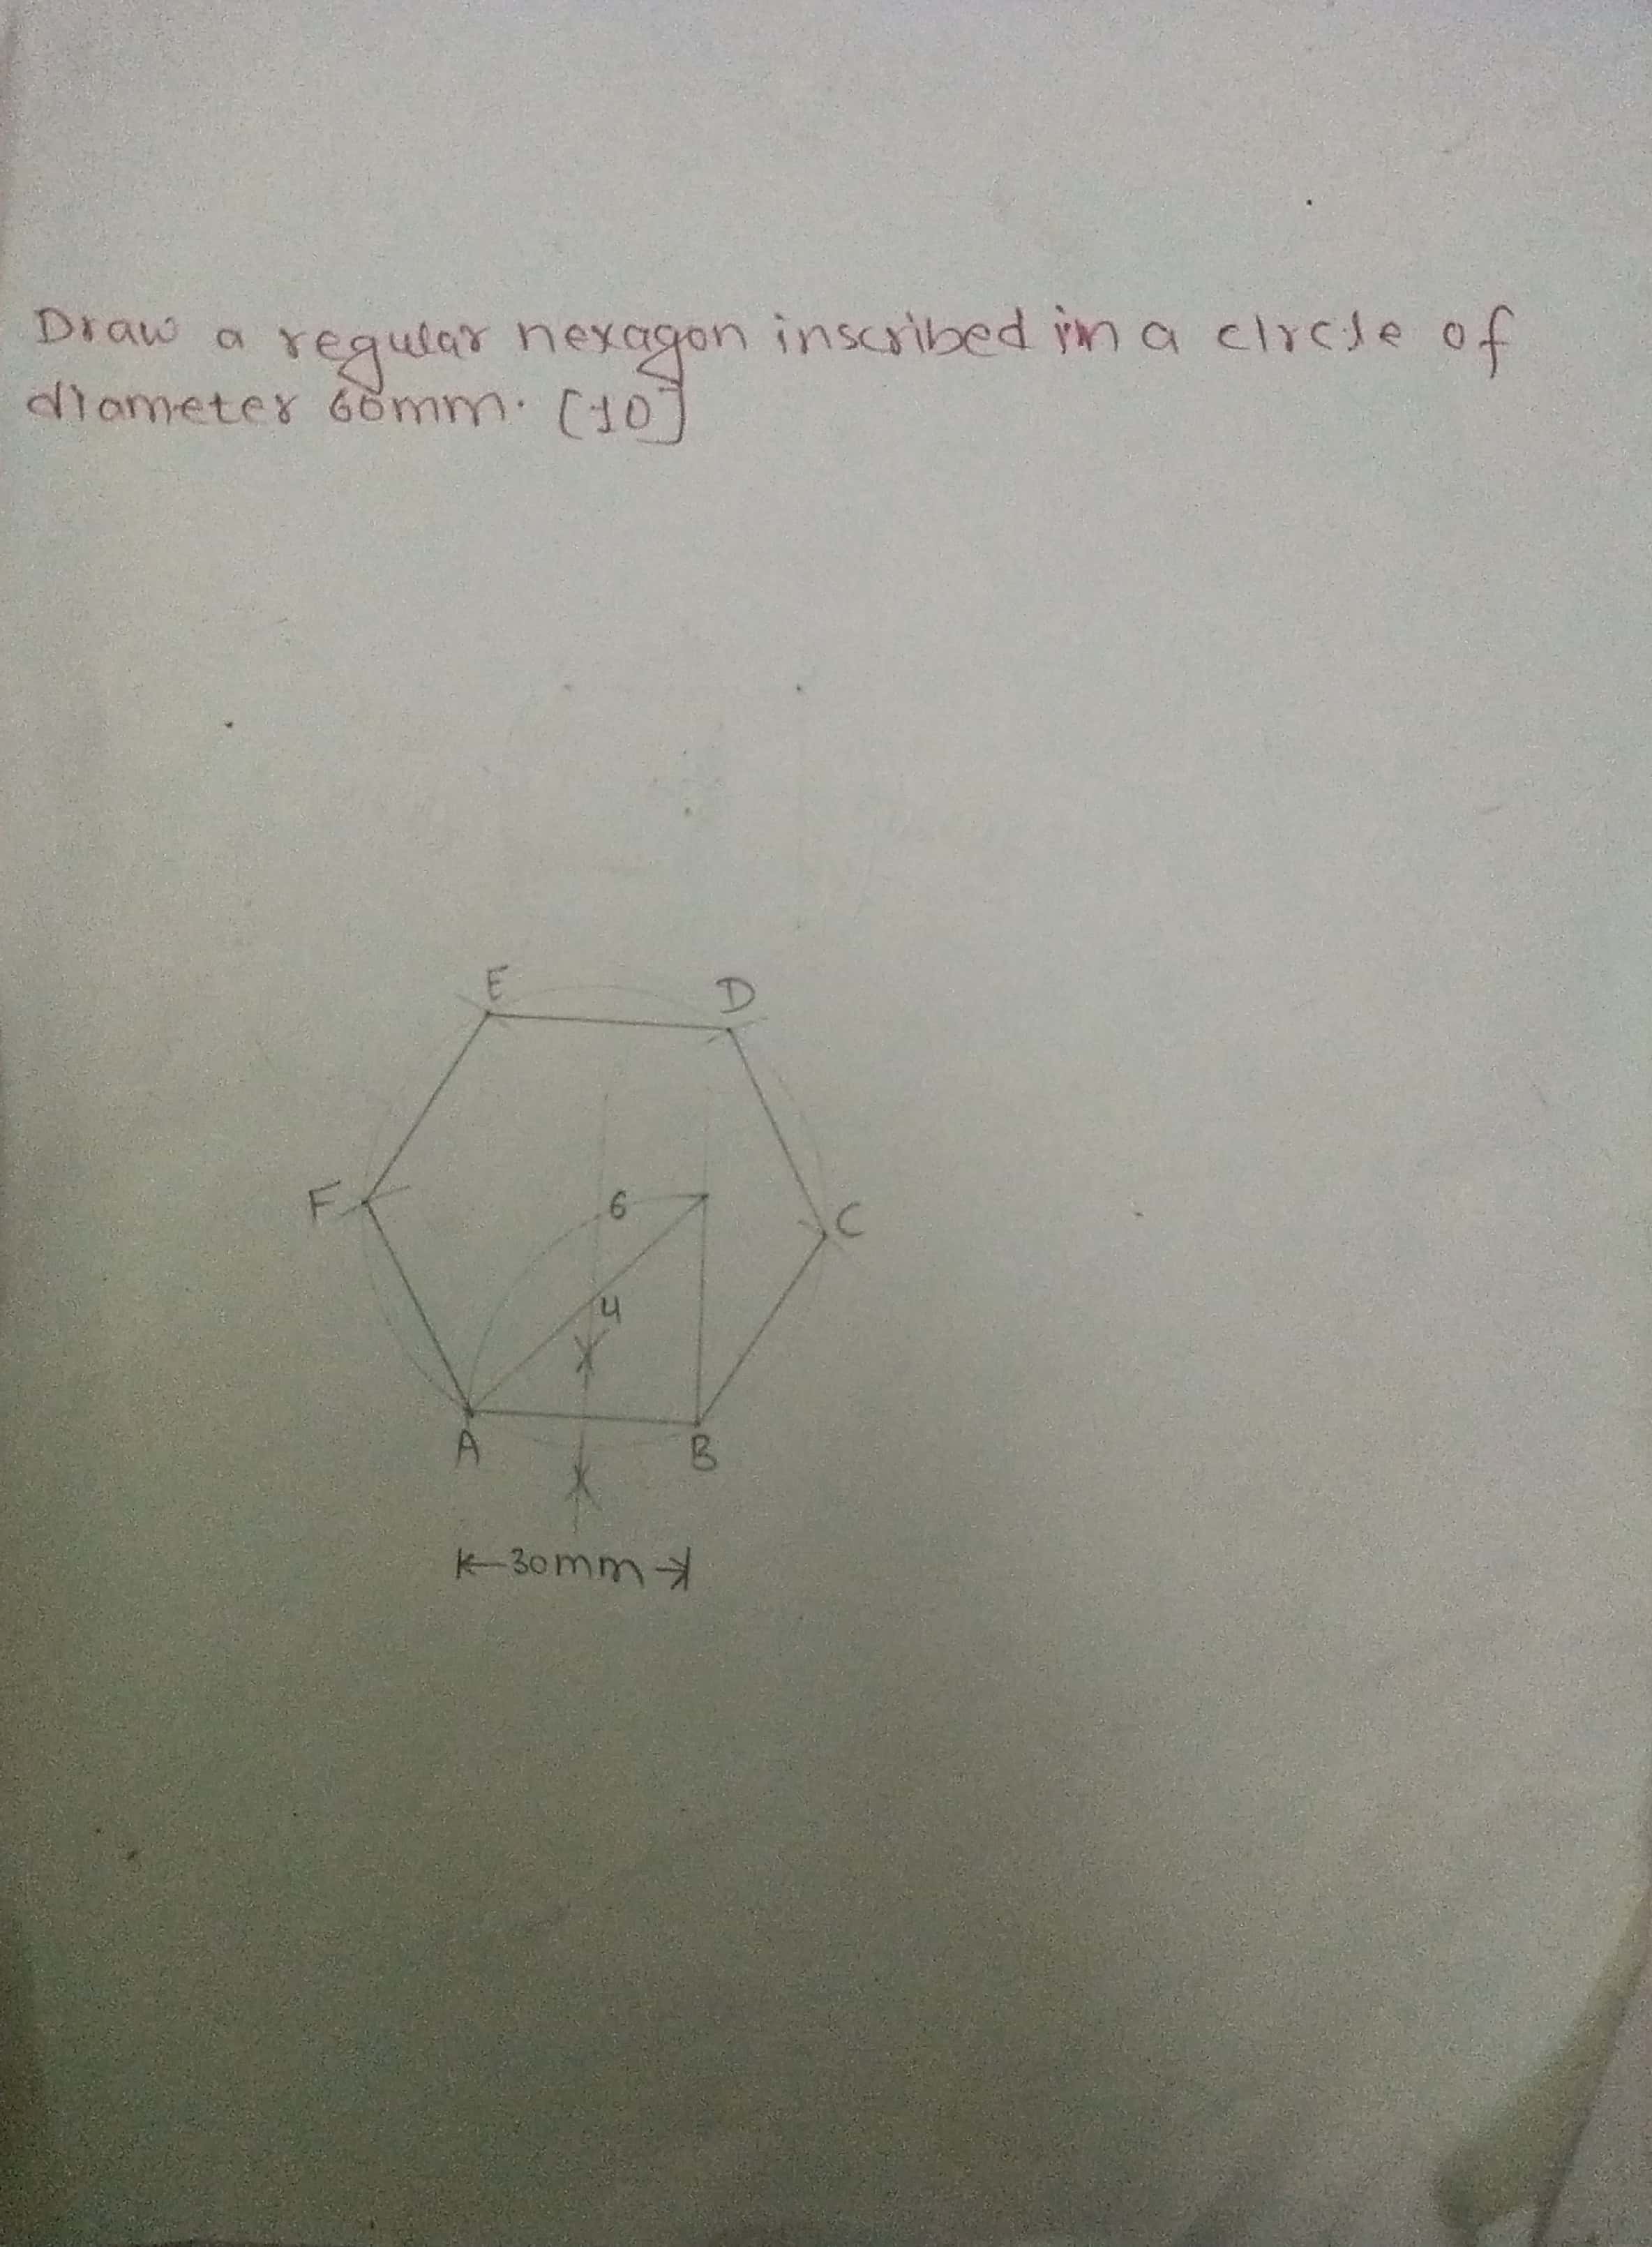 Draw a regular hexagon inscribed in a circle of
diameter 60mm. [10]
E
D
F
6
C
4
A
B
30mm